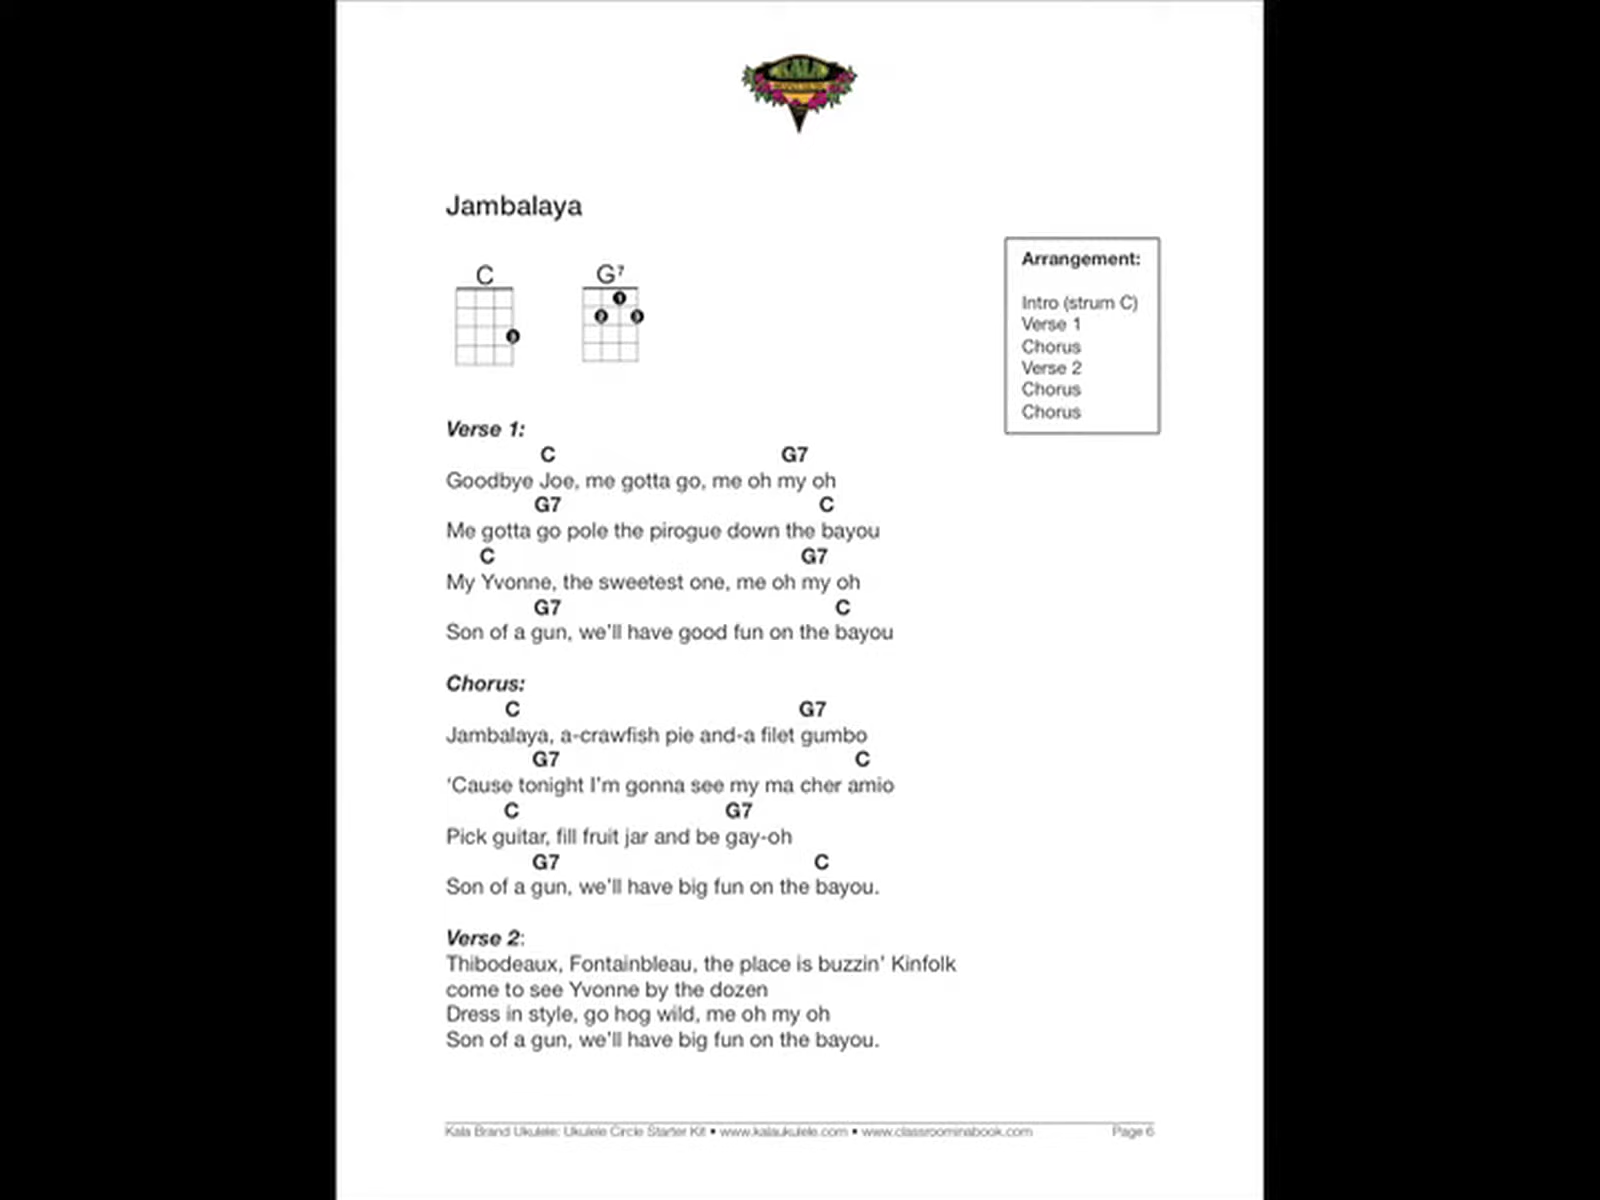 KALA
Jambalaya
C G7
3 1 2 3
Arrangement:
Intro (strum C)
Verse 1
Chorus
Verse 2
Chorus
Chorus
Verse 1:
C G7
Goodbye Joe, me gotta go, me oh my oh
G7 C
Me gotta go pole the pirogue down the bayou
C G7
My Yvonne, the sweetest one, me oh my oh
G7 C
Son of a gun, we'll have good fun on the bayou
Chorus:
C G7
Jambalaya, a-crawfish pie and-a filet gumbo
G7 C
‘Cause tonight I'm gonna see my ma cher amio
C G7
Pick guitar, fill fruit jar and be gay-oh
G7 C
Son of a gun, we'll have big fun on the bayou.
Verse 2:
Thibodeaux, Fontainbleau, the place is buzzin' Kinfolk
come to see Yvonne by the dozen
Dress in style, go hog wild, me oh my oh
Son of a gun, we'll have big fun on the bayou.
Kala Brand Ukulele: Ukulele Circle Starter Kit • www.kalaukulele.com • www.classroominabook.com Page 6